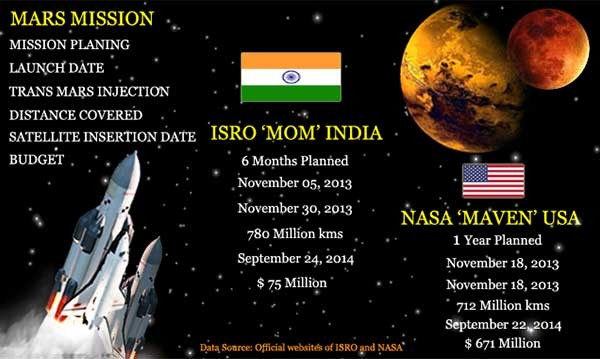 MARS MISSION
MISSION PLANING
LAUNCH DATE
TRANS MARS INJECTION
DISTANCE COVERED
SATELLITE INSERTION DATE
BUDGET
ISRO ‘MOM’ INDIA
6 Months Planned
November 05, 2013
November 30, 2013
780 Million kms
September 24, 2014
$ 75 Million
NASA ‘MAVEN’ USA
1 Year Planned
November 18, 2013
November 18, 2013
712 Million kms
September 22, 2014
$ 671 Million
Data Source: Official websites of ISRO and NASA